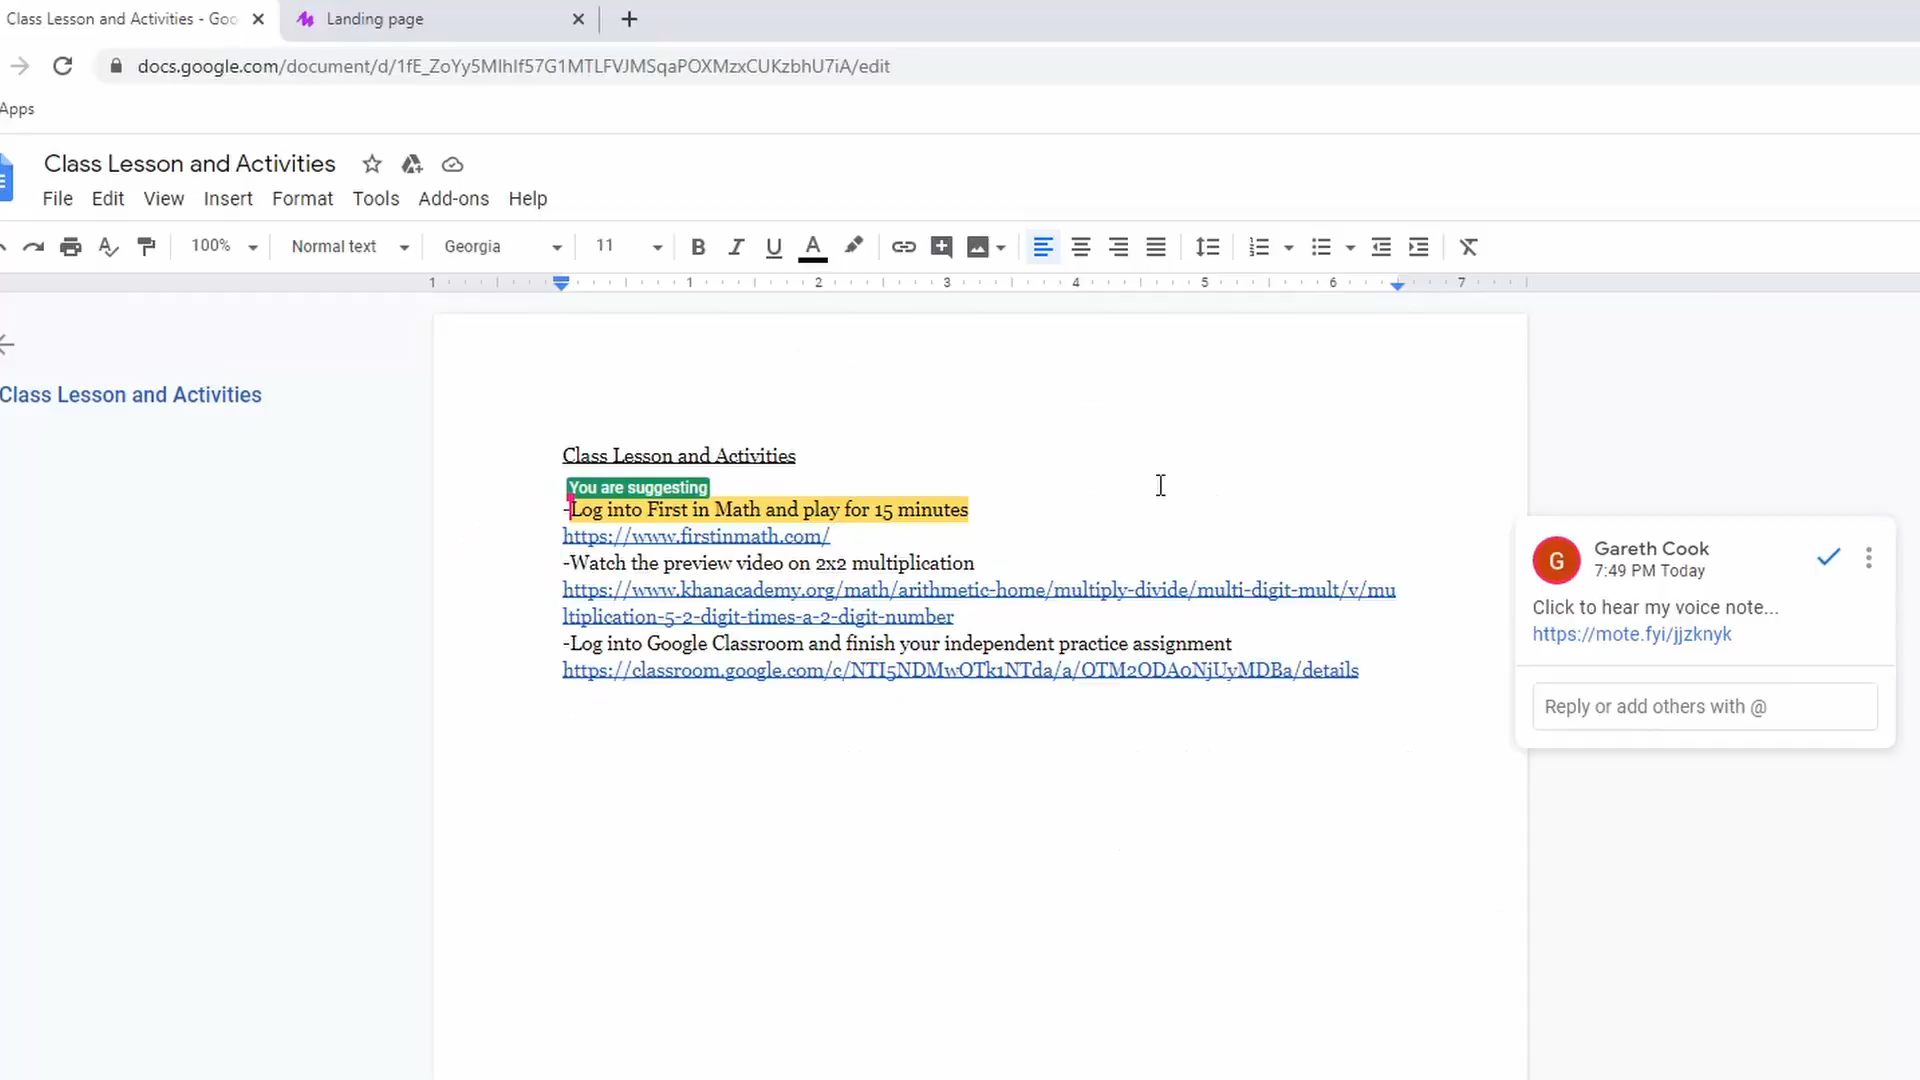 Class Lesson and Activities - Goo
Landing page
docs.google.com/document/d/1fE_ZoYy5MIhIf57G1MTLFVJMSqaPOXMzxCUKzbhU7iA/edit
Apps
Class Lesson and Activities
File Edit View Insert Format Tools Add-ons Help
100% Normal text Georgia 11 B I U A
1 1 2 3 4 5 6 7
Class Lesson and Activities
Class Lesson and Activities
You are suggesting
-Log into First in Math and play for 15 minutes
https://www.firstinmath.com/
-Watch the preview video on 2x2 multiplication
https://www.khanacademy.org/math/arithmetic-home/multiply-divide/multi-digit-mult/v/mu
ltiplication-5-2-digit-times-a-2-digit-number
-Log into Google Classroom and finish your independent practice assignment
https://classroom.google.com/c/NTI5NDMwOTk1NTda/a/OTM2ODA0NjUyMDBa/details
G
Gareth Cook
7:49 PM Today
Click to hear my voice note...
https://mote.fyi/jjzknyk
Reply or add others with @